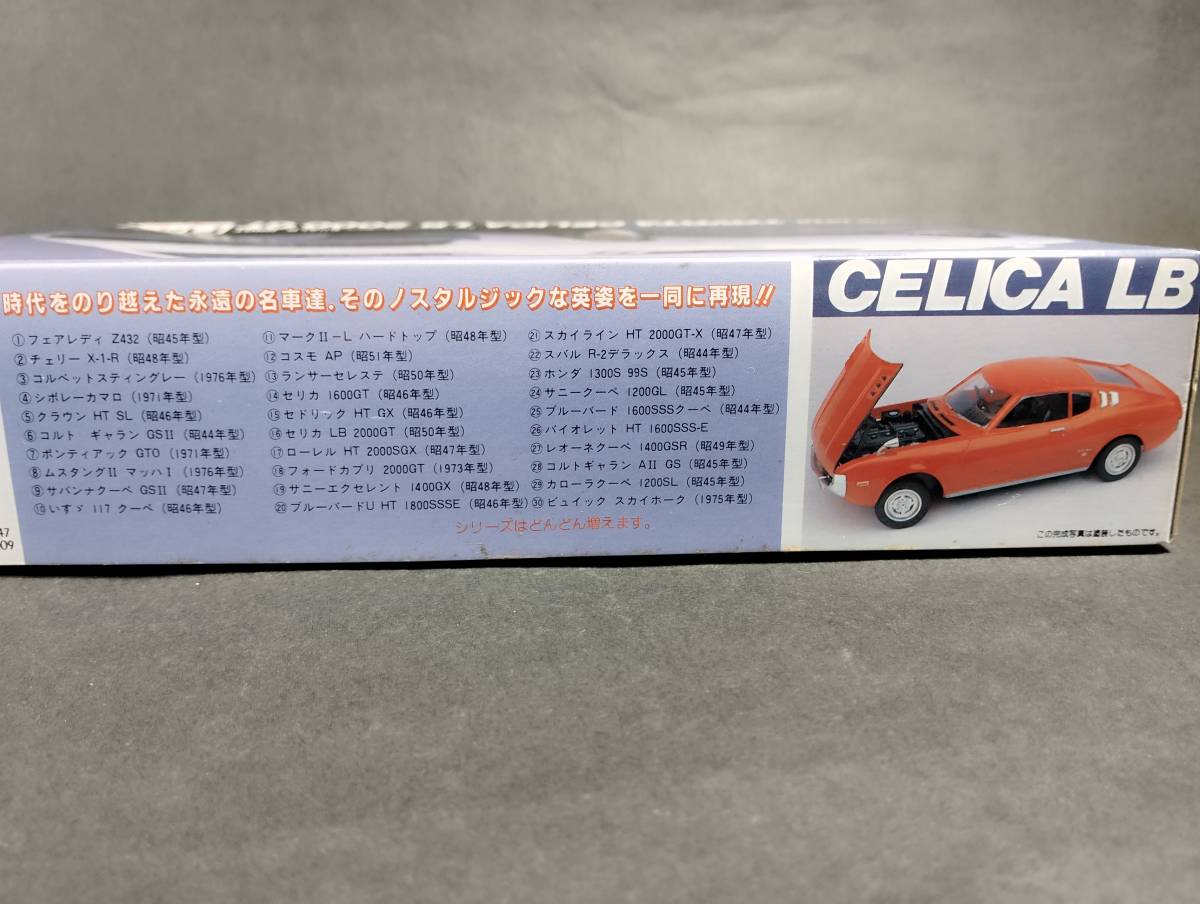 時代をのり越えた永遠の名車達.そのノスタルジックな英姿を一同に再現!!
①フェアレディ Z432（昭45年型）
②チェリー X-1-R（昭48年型）
③コルベットスティングレー（1976年型）
④シボレーカマロ（1971年型）
⑤クラウン HT SL（昭46年型）
⑥コルト ギャラン GSⅡ（昭44年型）
⑦ポンティアック GTO（1971年型）
⑧ムスタングⅡ マッハⅠ（1976年型）
⑨サバンナクーペ GSⅡ（昭47年型）
⑩いすゞ 117 クーペ（昭46年型）
⑪マークⅡ-L ハードトップ（昭48年型）
⑫コスモ AP（昭51年型）
⑬ランサーセレステ（昭50年型）
⑭セリカ 1600GT（昭46年型）
⑮セドリック HT GX（昭46年型）
⑯セリカ LB 2000GT（昭50年型）
⑰ローレル HT 2000SGX（昭47年型）
⑱フォードカプリ 2000GT（1973年型）
⑲サニーエクセレント 1400GX（昭48年型）
⑳ブルーバードU HT 1800SSSE（昭46年型）
㉑スカイライン HT 2000GT-X（昭47年型）
㉒スバル R-2デラックス（昭44年型）
㉓ホンダ 1300S 99S（昭45年型）
㉔サニークーペ 1200GL（昭45年型）
㉕ブルーバード 1600SSSクーペ（昭44年型）
㉖バイオレット HT 1600SSS-E
㉗レオーネクーペ 1400GSR（昭49年型）
㉘コルトギャラン AⅡ GS（昭45年型）
㉙カローラクーペ 1200SL（昭45年型）
㉚ビュイック スカイホーク（1975年型）
シリーズはどんどん増えます。
47
09
CELICA LB
この完成写真は塗装したものです。